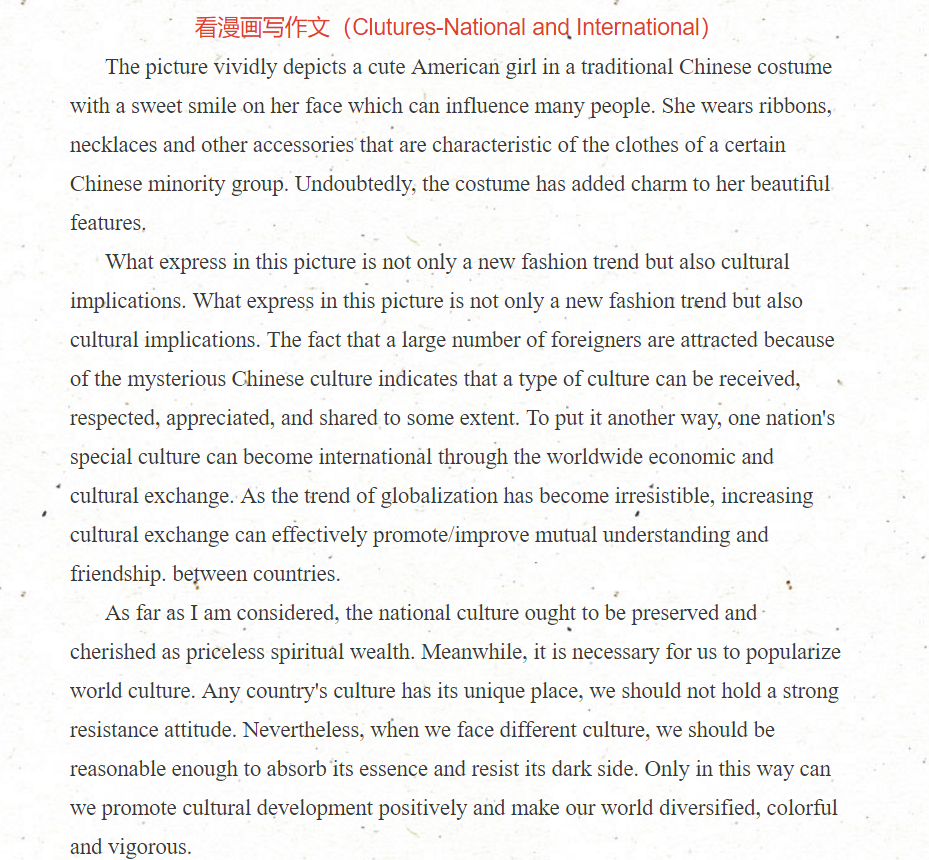 看漫画写作文（Clutures-National and International）
The picture vividly depicts a cute American girl in a traditional Chinese costume
with a sweet smile on her face which can influence many people. She wears ribbons,
necklaces and other accessories that are characteristic of the clothes of a certain
Chinese minority group. Undoubtedly, the costume has added charm to her beautiful
features.
What express in this picture is not only a new fashion trend but also cultural
implications. What express in this picture is not only a new fashion trend but also
cultural implications. The fact that a large number of foreigners are attracted because
of the mysterious Chinese culture indicates that a type of culture can be received,
respected, appreciated, and shared to some extent. To put it another way, one nation's
special culture can become international through the worldwide economic and
cultural exchange. As the trend of globalization has become irresistible, increasing
cultural exchange can effectively promote/improve mutual understanding and
friendship. between countries.
As far as I am considered, the national culture ought to be preserved and
cherished as priceless spiritual wealth. Meanwhile, it is necessary for us to popularize
world culture. Any country's culture has its unique place, we should not hold a strong
resistance attitude. Nevertheless, when we face different culture, we should be
reasonable enough to absorb its essence and resist its dark side. Only in this way can
we promote cultural development positively and make our world diversified, colorful
and vigorous.